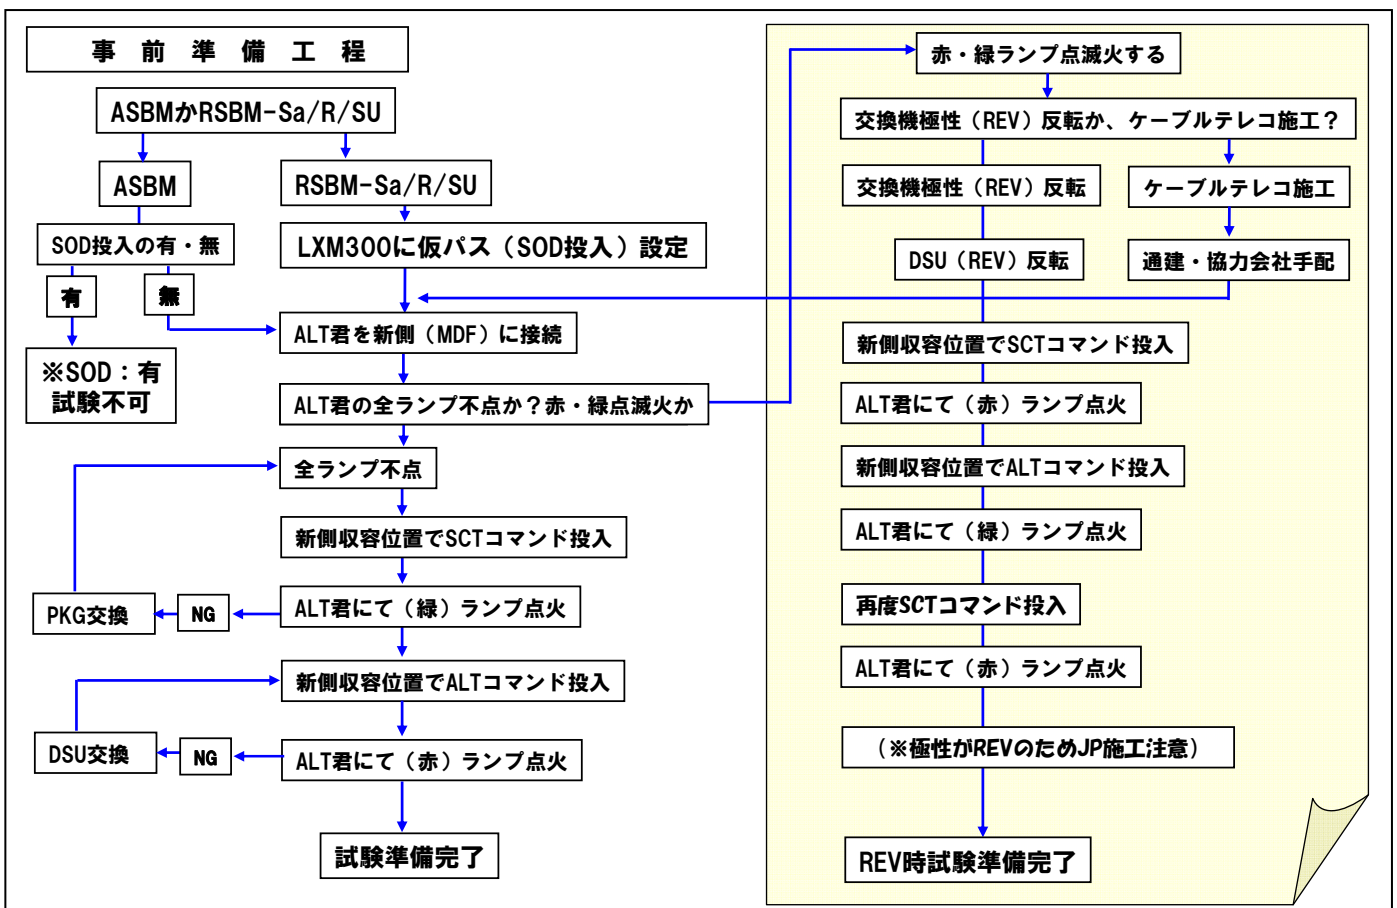 事前準備工程
ASBMかRSBM-Sa/R/SU
ASBM
RSBM-Sa/R/SU
SOD投入の有・無
LXM300に仮パス（SOD投入）設定
有
無
※SOD：有
試験不可
ALT君を新側（MDF）に接続
ALT君の全ランプ不点か？赤・緑点滅火か
全ランプ不点
新側収容位置でSCTコマンド投入
ALT君にて（緑）ランプ点火
NG
PKG交換
新側収容位置でALTコマンド投入
ALT君にて（赤）ランプ点火
NG
DSU交換
試験準備完了
赤・緑ランプ点滅火する
交換機極性（REV）反転か、ケーブルテレコ施工？
交換機極性（REV）反転
ケーブルテレコ施工
DSU（REV）反転
通建・協力会社手配
新側収容位置でSCTコマンド投入
ALT君にて（赤）ランプ点火
新側収容位置でALTコマンド投入
ALT君にて（緑）ランプ点火
再度SCTコマンド投入
ALT君にて（赤）ランプ点火
（※極性がREVのためJP施工注意）
REV時試験準備完了